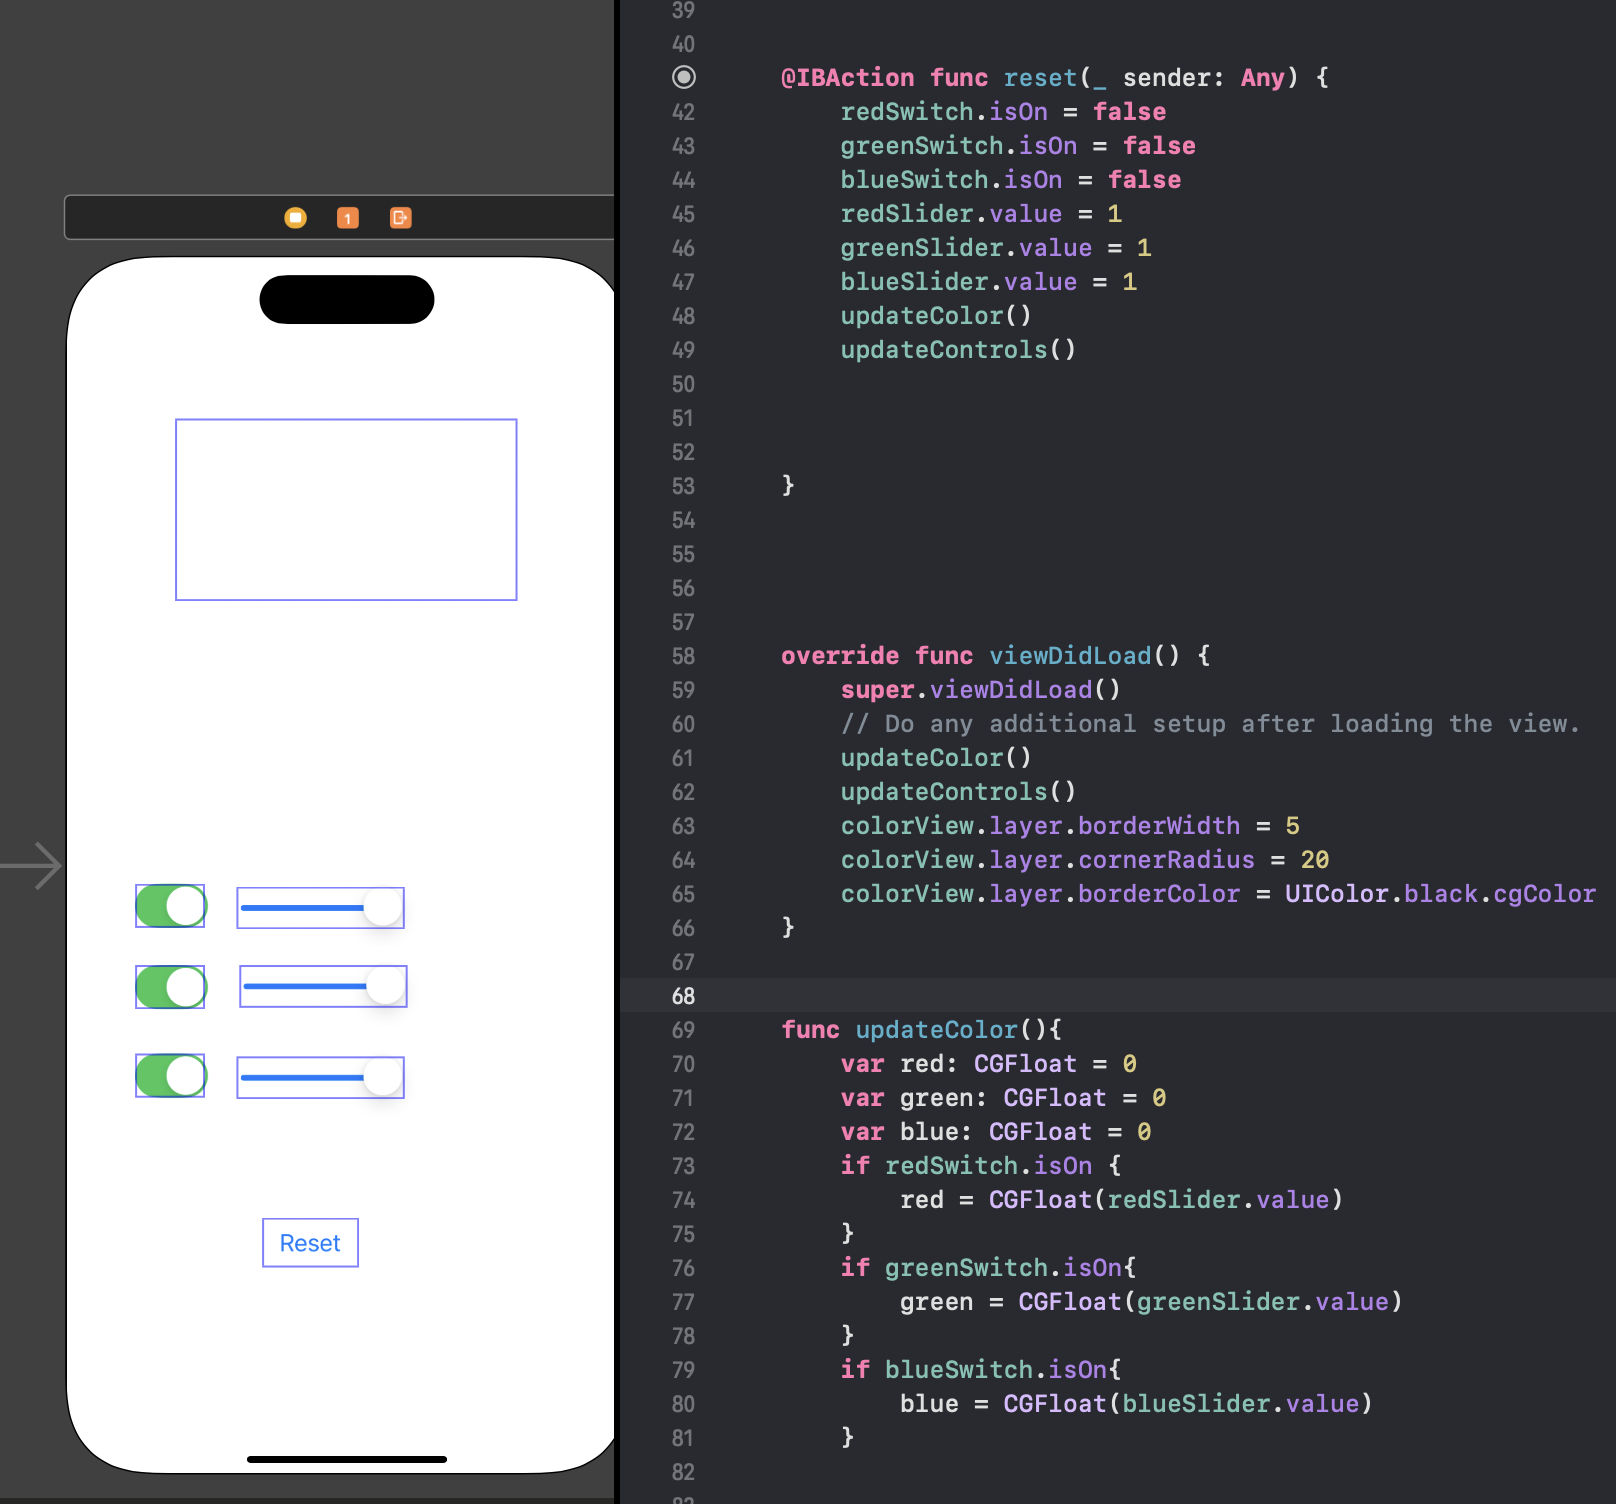 1
Reset
39
40
@IBAction func reset(_ sender: Any) {
42 redSwitch.isOn = false
43 greenSwitch.isOn = false
44 blueSwitch.isOn = false
45 redSlider.value = 1
46 greenSlider.value = 1
47 blueSlider.value = 1
48 updateColor()
49 updateControls()
50
51
52
53 }
54
55
56
57
58 override func viewDidLoad() {
59 super.viewDidLoad()
60 // Do any additional setup after loading the view.
61 updateColor()
62 updateControls()
63 colorView.layer.borderWidth = 5
64 colorView.layer.cornerRadius = 20
65 colorView.layer.borderColor = UIColor.black.cgColor
66 }
67
68
69 func updateColor(){
70 var red: CGFloat = 0
71 var green: CGFloat = 0
72 var blue: CGFloat = 0
73 if redSwitch.isOn {
74 red = CGFloat(redSlider.value)
75 }
76 if greenSwitch.isOn{
77 green = CGFloat(greenSlider.value)
78 }
79 if blueSwitch.isOn{
80 blue = CGFloat(blueSlider.value)
81 }
82